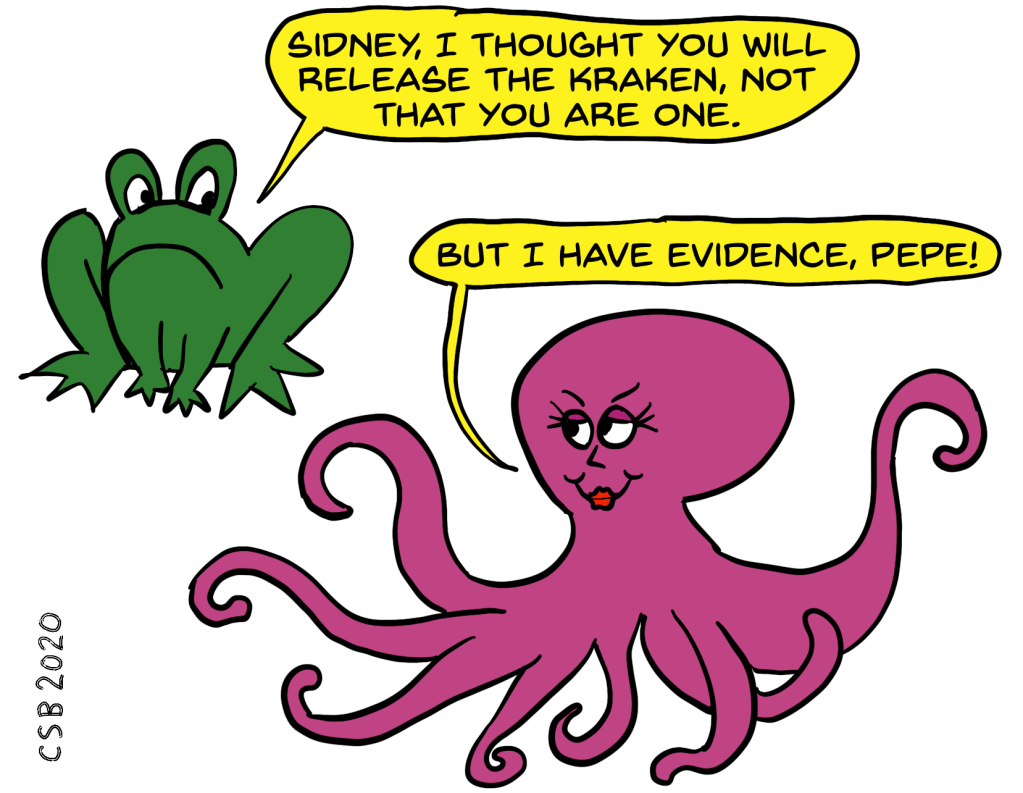 SIDNEY, I THOUGHT YOU WILL
RELEASE THE KRAKEN, NOT
THAT YOU ARE ONE.
BUT I HAVE EVIDENCE, PEPE!
CSB 2020